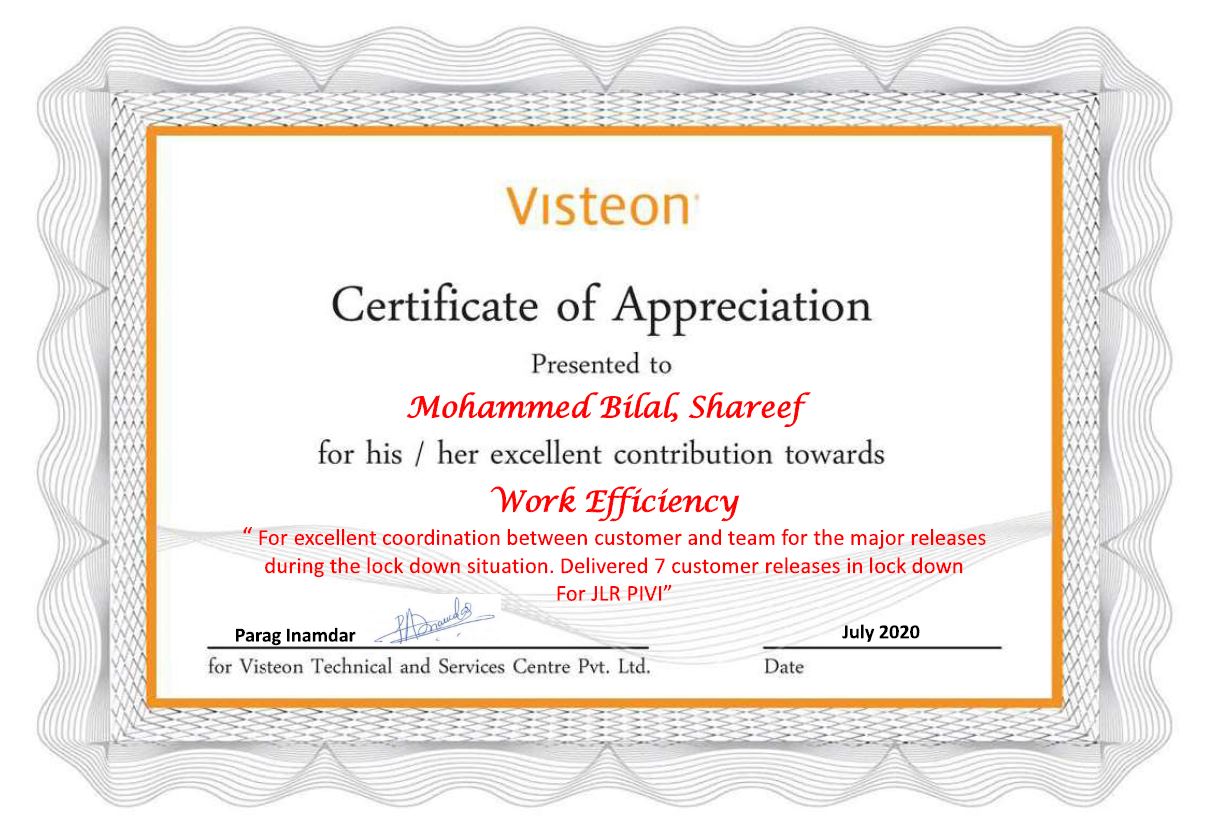 Visteon®
Certificate of Appreciation
Presented to
Mohammed Bilal, Shareef
for his / her excellent contribution towards
Work Efficiency
“ For excellent coordination between customer and team for the major releases
during the lock down situation. Delivered 7 customer releases in lock down
For JLR PIVI”
Parag Inamdar PAInamdar July 2020
for Visteon Technical and Services Centre Pvt. Ltd. Date